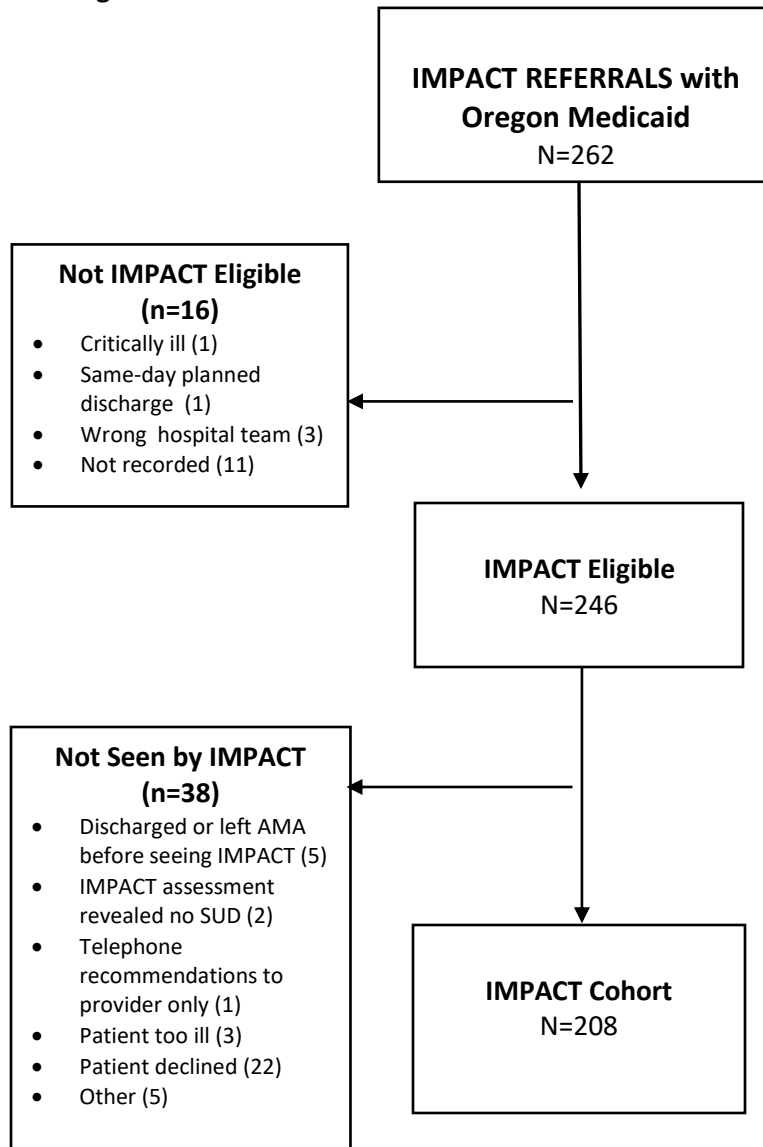 IMPACT REFERRALS with
Oregon Medicaid
N=262
Not IMPACT Eligible
(n=16)
• Critically ill (1)
• Same-day planned
discharge (1)
• Wrong hospital team (3)
• Not recorded (11)
IMPACT Eligible
N=246
Not Seen by IMPACT
(n=38)
• Discharged or left AMA
before seeing IMPACT (5)
• IMPACT assessment
revealed no SUD (2)
• Telephone
recommendations to
provider only (1)
• Patient too ill (3)
• Patient declined (22)
• Other (5)
IMPACT Cohort
N=208